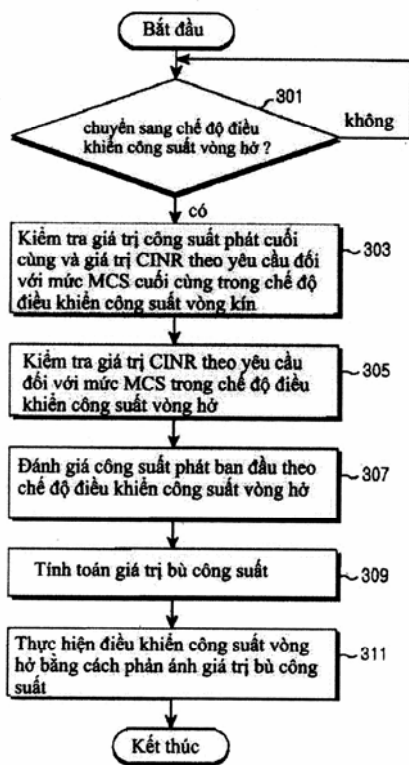 Bắt đầu
301
chuyển sang chế độ điều
khiển công suất vòng hở ?
không
có
Kiểm tra giá trị công suất phát cuối
cùng và giá trị CINR theo yêu cầu đối
với mức MCS cuối cùng trong chế độ
điều khiển công suất vòng kín
303
Kiểm tra giá trị CINR theo yêu cầu
đối với mức MCS trong chế độ điều
khiển công suất vòng hở
305
Đánh giá công suất phát ban đầu theo
chế độ điều khiển công suất vòng hở
307
Tính toán giá trị bù công suất
309
Thực hiện điều khiển công suất vòng
hở bằng cách phản ánh giá trị bù công
suất
311
Kết thúc